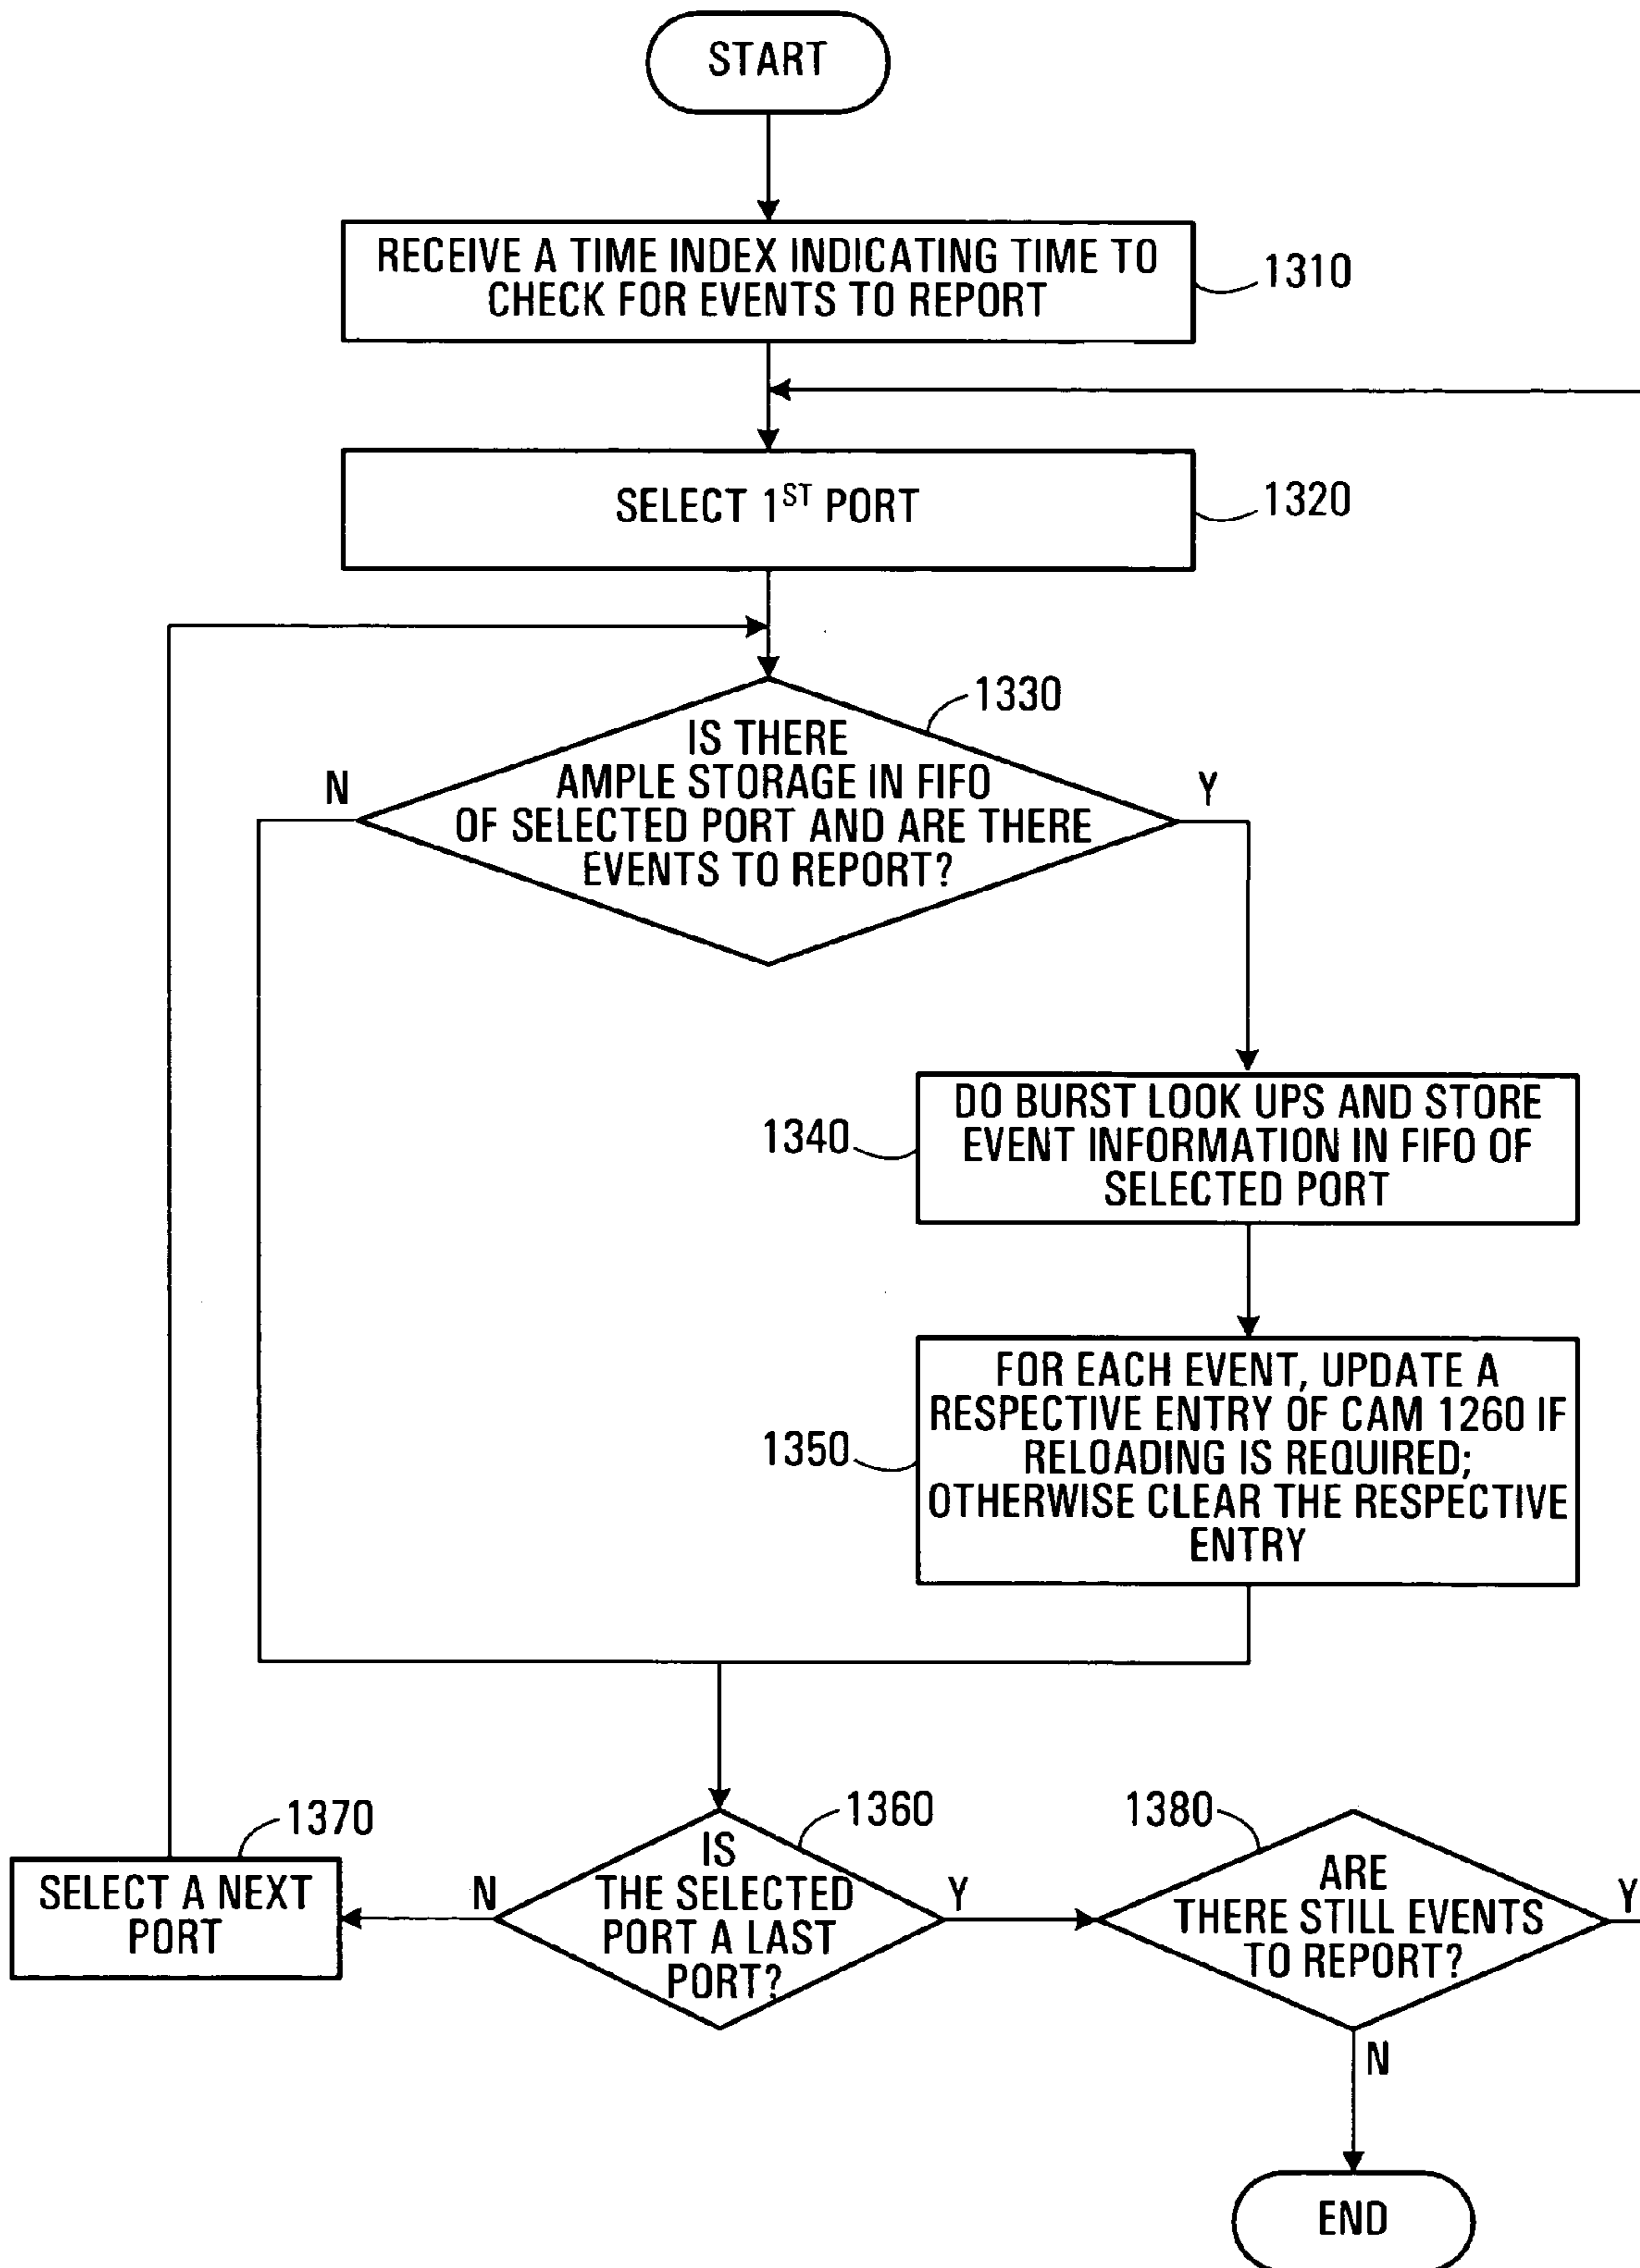 START
RECEIVE A TIME INDEX INDICATING TIME TO
CHECK FOR EVENTS TO REPORT
1310
SELECT 1ST PORT
1320
1330
IS THERE
AMPLE STORAGE IN FIFO
OF SELECTED PORT AND ARE THERE
EVENTS TO REPORT?
N
Y
DO BURST LOOK UPS AND STORE
EVENT INFORMATION IN FIFO OF
SELECTED PORT
1340
FOR EACH EVENT, UPDATE A
RESPECTIVE ENTRY OF CAM 1260 IF
RELOADING IS REQUIRED;
OTHERWISE CLEAR THE RESPECTIVE
ENTRY
1350
1370
SELECT A NEXT
PORT
N
1360
IS
THE SELECTED
PORT A LAST
PORT?
Y
1380
ARE
THERE STILL EVENTS
TO REPORT?
Y
N
END